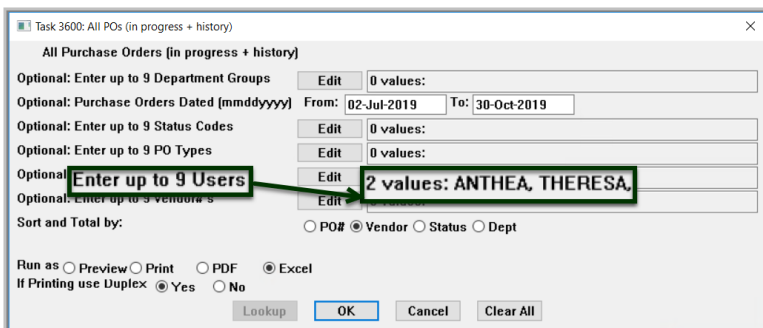 Task 3600: All POs (in progress + history)
All Purchase Orders (in progress + history)
Optional: Enter up to 9 Department Groups Edit 0 values:
Optional: Purchase Orders Dated (mmddyyyy) From: 02-Jul-2019 To: 30-Oct-2019
Optional: Enter up to 9 Status Codes Edit 0 values:
Optional: Enter up to 9 PO Types Edit 0 values:
Optional Enter up to 9 Users Edit 2 values: ANTHEA, THERESA,
Optional: Enter up to 9 Vendor# s Edit
Sort and Total by: PO# Vendor Status Dept
Run as Preview Print PDF Excel
If Printing use Duplex Yes No
Lookup OK Cancel Clear All